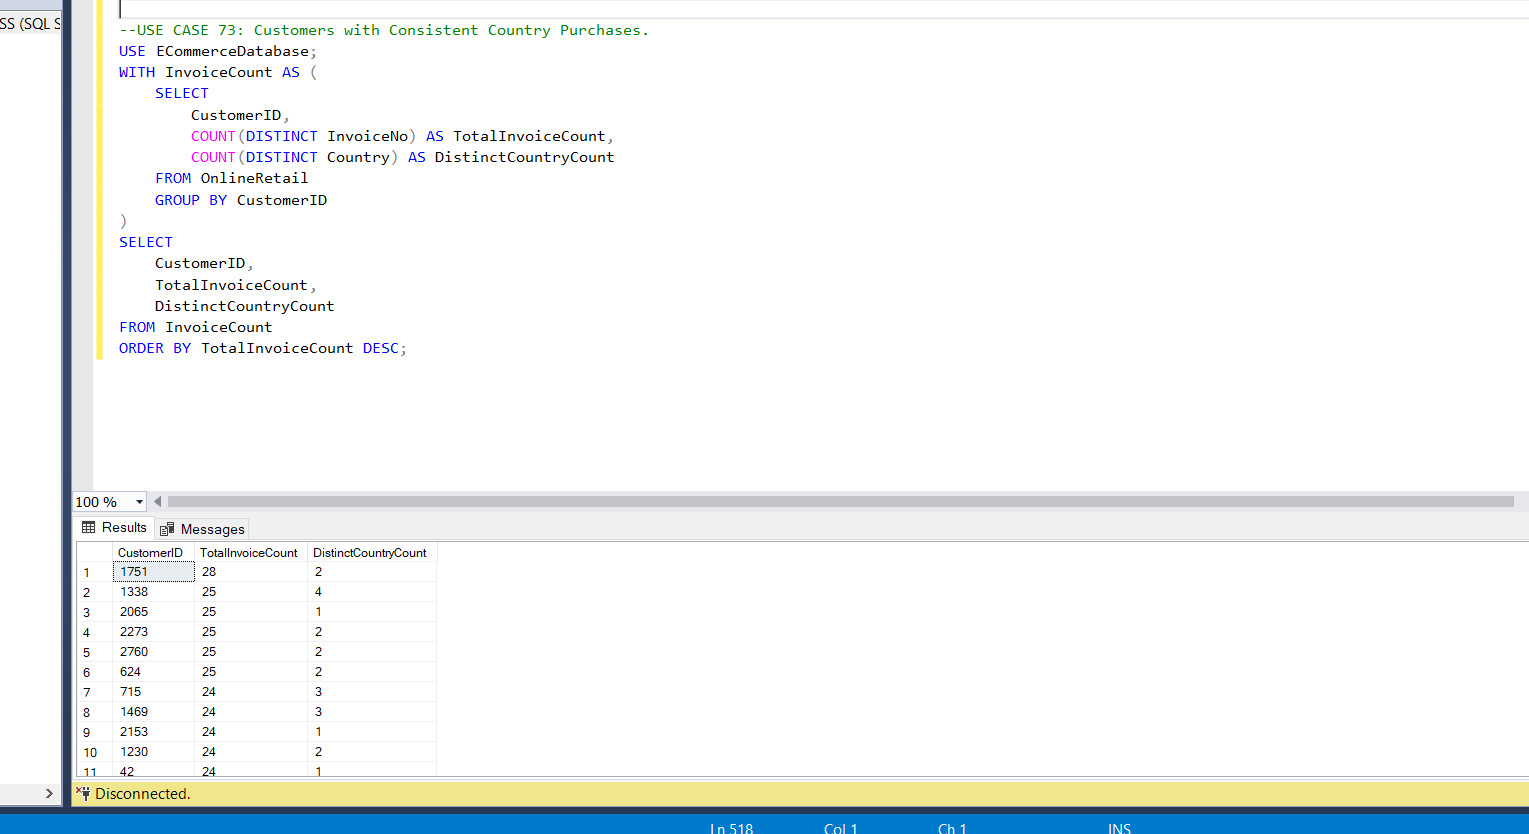 SS (SQL S
--USE CASE 73: Customers with Consistent Country Purchases.
USE ECommerceDatabase;
WITH InvoiceCount AS (
    SELECT
        CustomerID,
        COUNT(DISTINCT InvoiceNo) AS TotalInvoiceCount,
        COUNT(DISTINCT Country) AS DistinctCountryCount
    FROM OnlineRetail
    GROUP BY CustomerID
)
SELECT
    CustomerID,
    TotalInvoiceCount,
    DistinctCountryCount
FROM InvoiceCount
ORDER BY TotalInvoiceCount DESC;
100 %
Results Messages
CustomerID TotalInvoiceCount DistinctCountryCount
1 1751 28 2
2 1338 25 4
3 2065 25 1
4 2273 25 2
5 2760 25 2
6 624 25 2
7 715 24 3
8 1469 24 3
9 2153 24 1
10 1230 24 2
11 42 24 1
Disconnected.
Ln 518 Col 1 Ch 1 INS